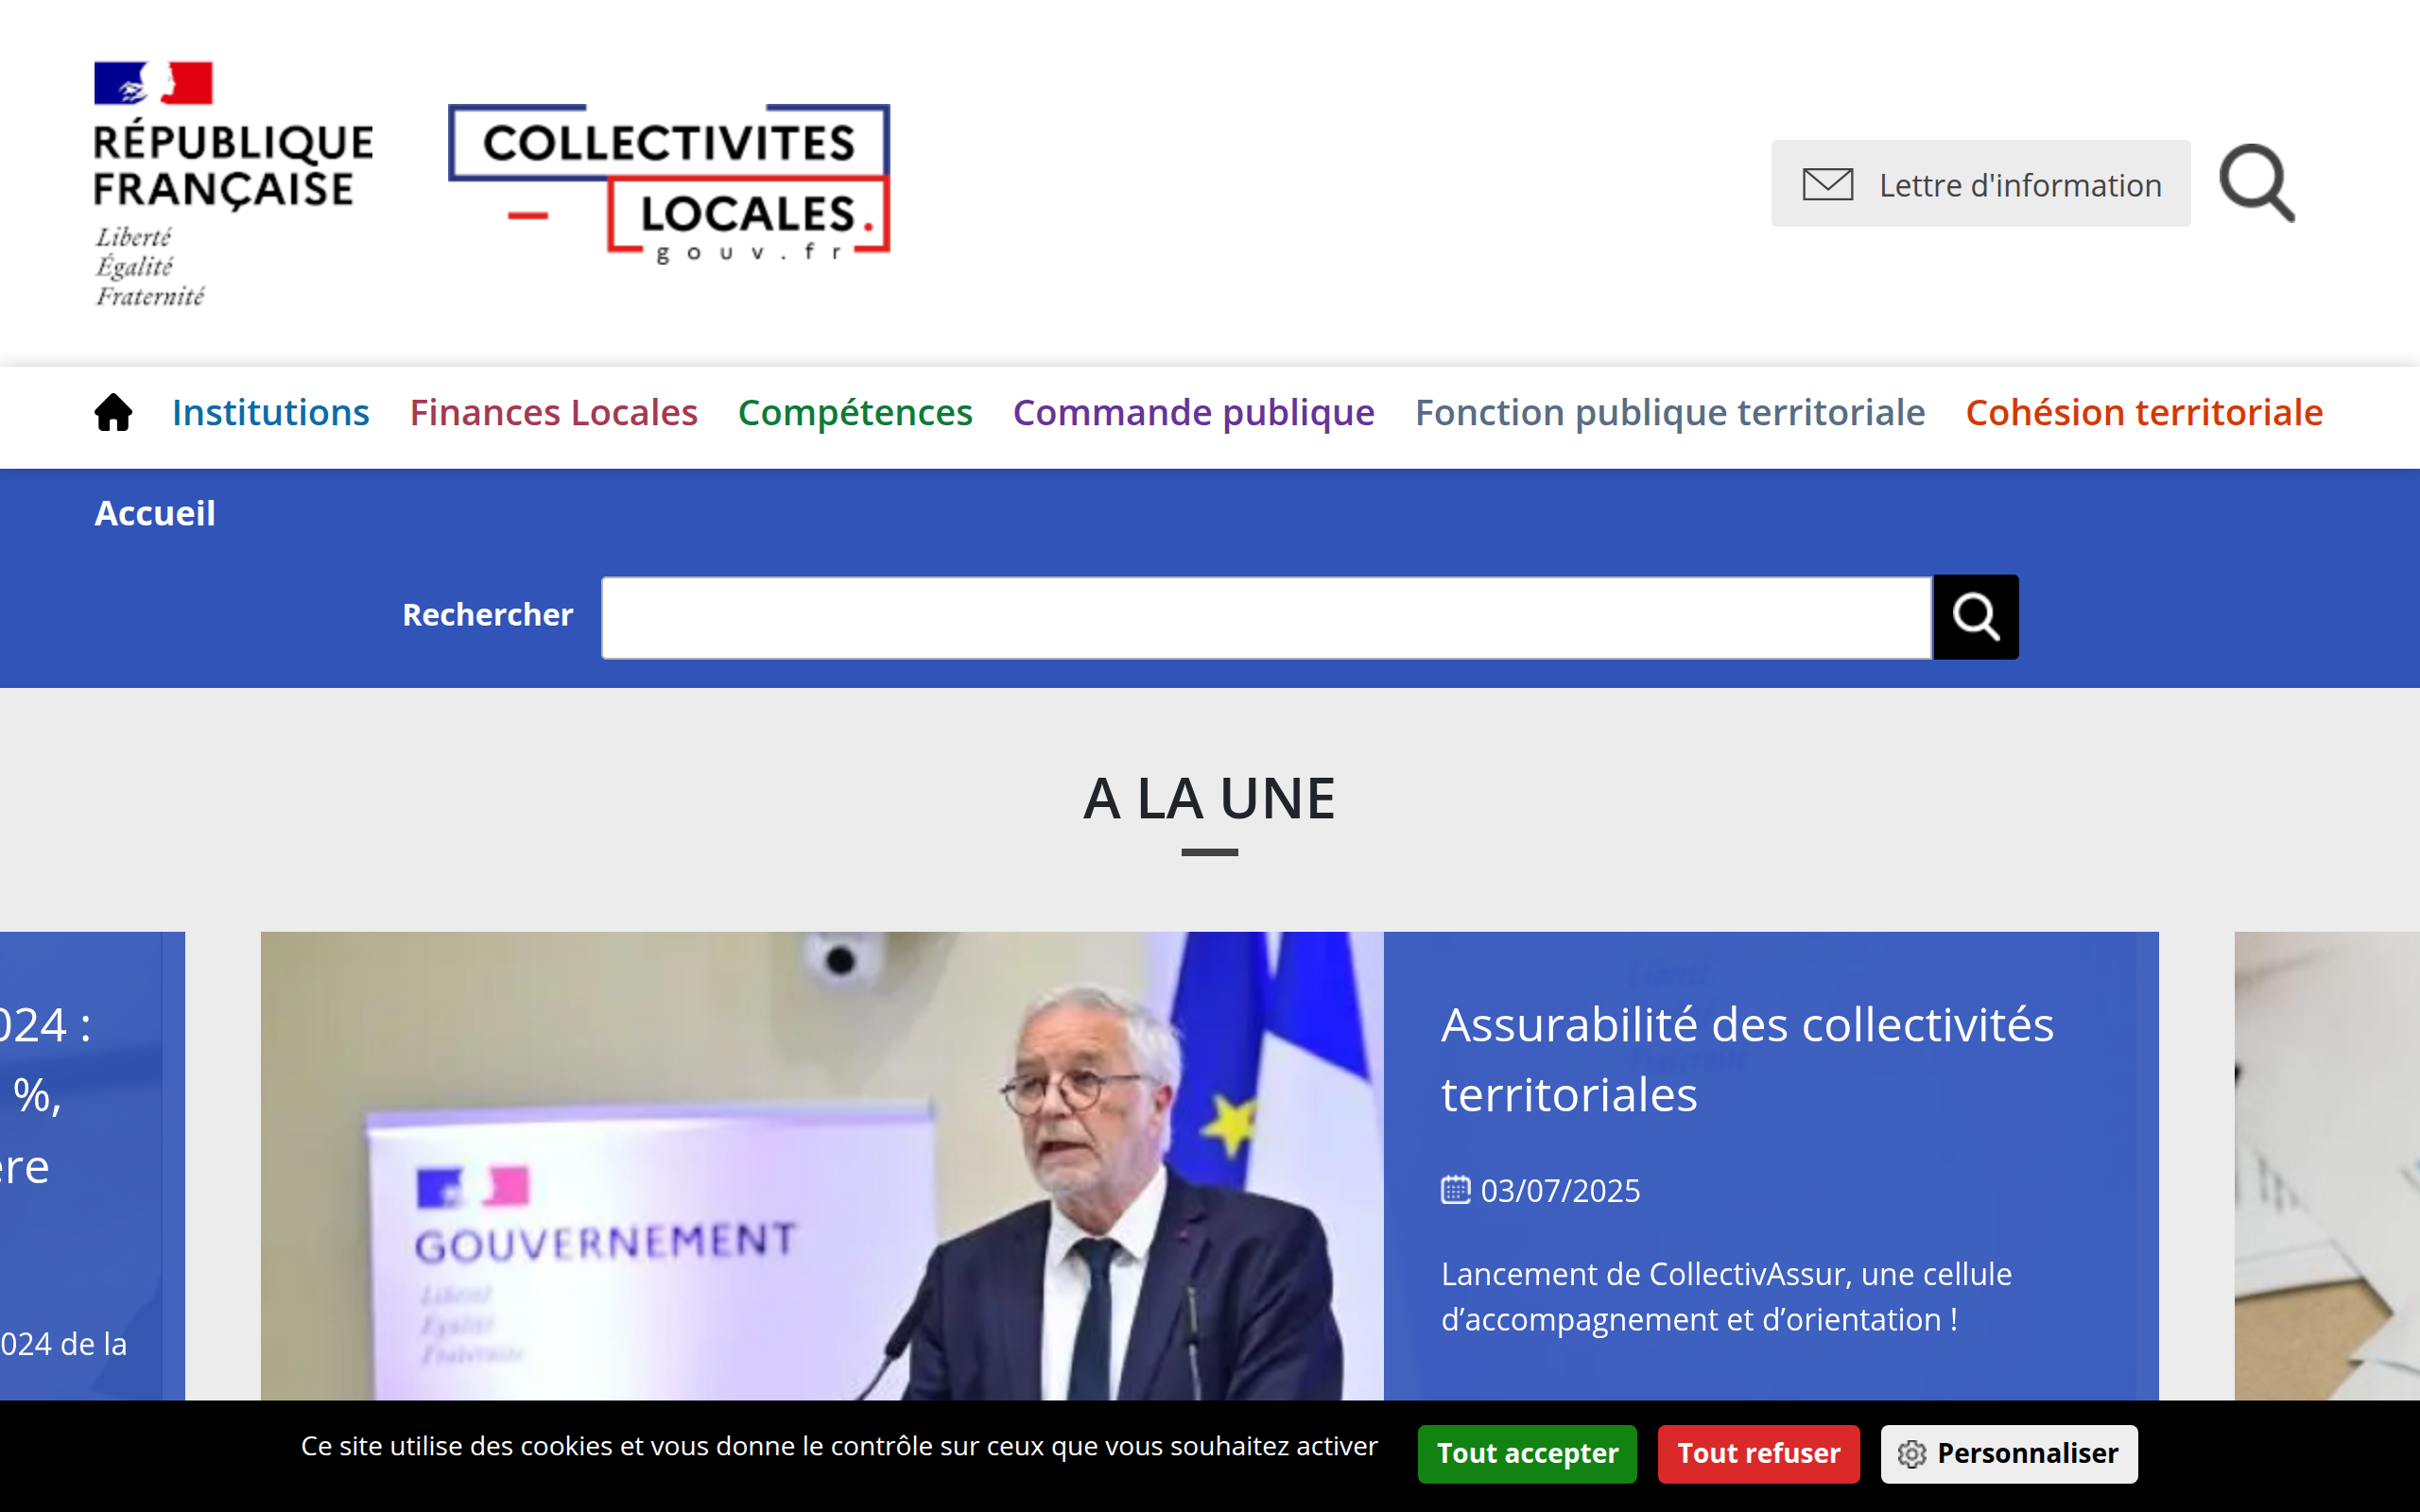 RÉPUBLIQUE
FRANÇAISE
Liberté
Égalité
Fraternité
COLLECTIVITES
LOCALES.
gouv.fr
Lettre d'information
Institutions Finances Locales Compétences Commande publique Fonction publique territoriale Cohésion territoriale
Accueil
Rechercher
A LA UNE
024 :
%,
024 de la
GOUVERNEMENT
Liberté
Égalité
Fraternité
Assurabilité des collectivités
territoriales
03/07/2025
Lancement de CollectivAssur, une cellule
d’accompagnement et d’orientation !
Ce site utilise des cookies et vous donne le contrôle sur ceux que vous souhaitez activer
Tout accepter
Tout refuser
Personnaliser